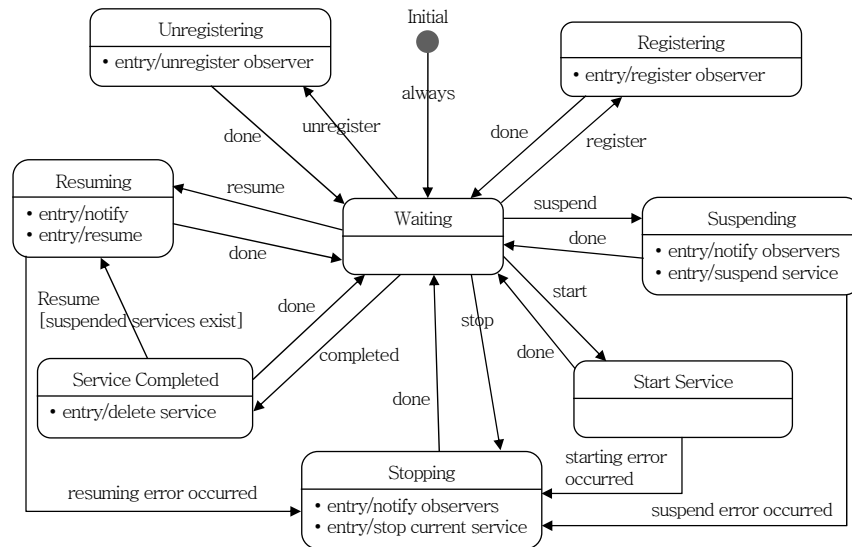 Initial
Unregistering
• entry/unregister observer
Registering
• entry/register observer
always
done
unregister
done
register
Resuming
• entry/notify
• entry/resume
resume
done
Waiting
suspend
done
Suspending
• entry/notify observers
• entry/suspend service
Resume
[suspended services exist]
done
completed
stop
start
done
Service Completed
• entry/delete service
Start Service
done
starting error
occurred
Stopping
• entry/notify observers
• entry/stop current service
resuming error occurred
suspend error occurred